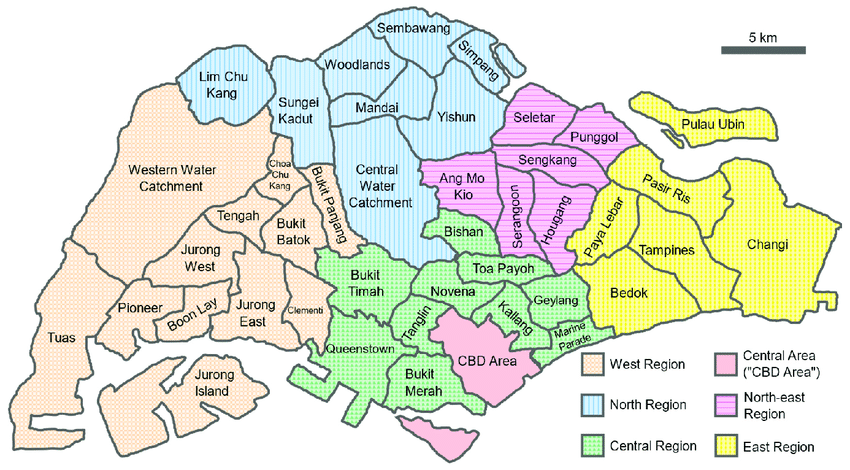 Sembawang
5 km
Simpang
Woodlands
Lim Chu
Kang
Sungei
Kadut
Mandai
Yishun
Seletar
Punggol
Pulau Ubin
Western Water
Catchment
Choa
Chu
Kang
Bukit Panjang
Central
Water
Catchment
Sengkang
Ang Mo
Kio
Serangoon
Hougang
Pasir Ris
Paya Lebar
Tengah
Bukit
Batok
Bishan
Tampines
Changi
Jurong
West
Toa Payoh
Bukit
Timah
Novena
Geylang
Bedok
Pioneer
Boon Lay
Jurong
East
Clementi
Tanglin
Kallang
Marine
Parade
Tuas
Queenstown
CBD Area
Bukit
Merah
Jurong
Island
West Region
Central Area
("CBD Area")
North Region
North-east
Region
Central Region
East Region